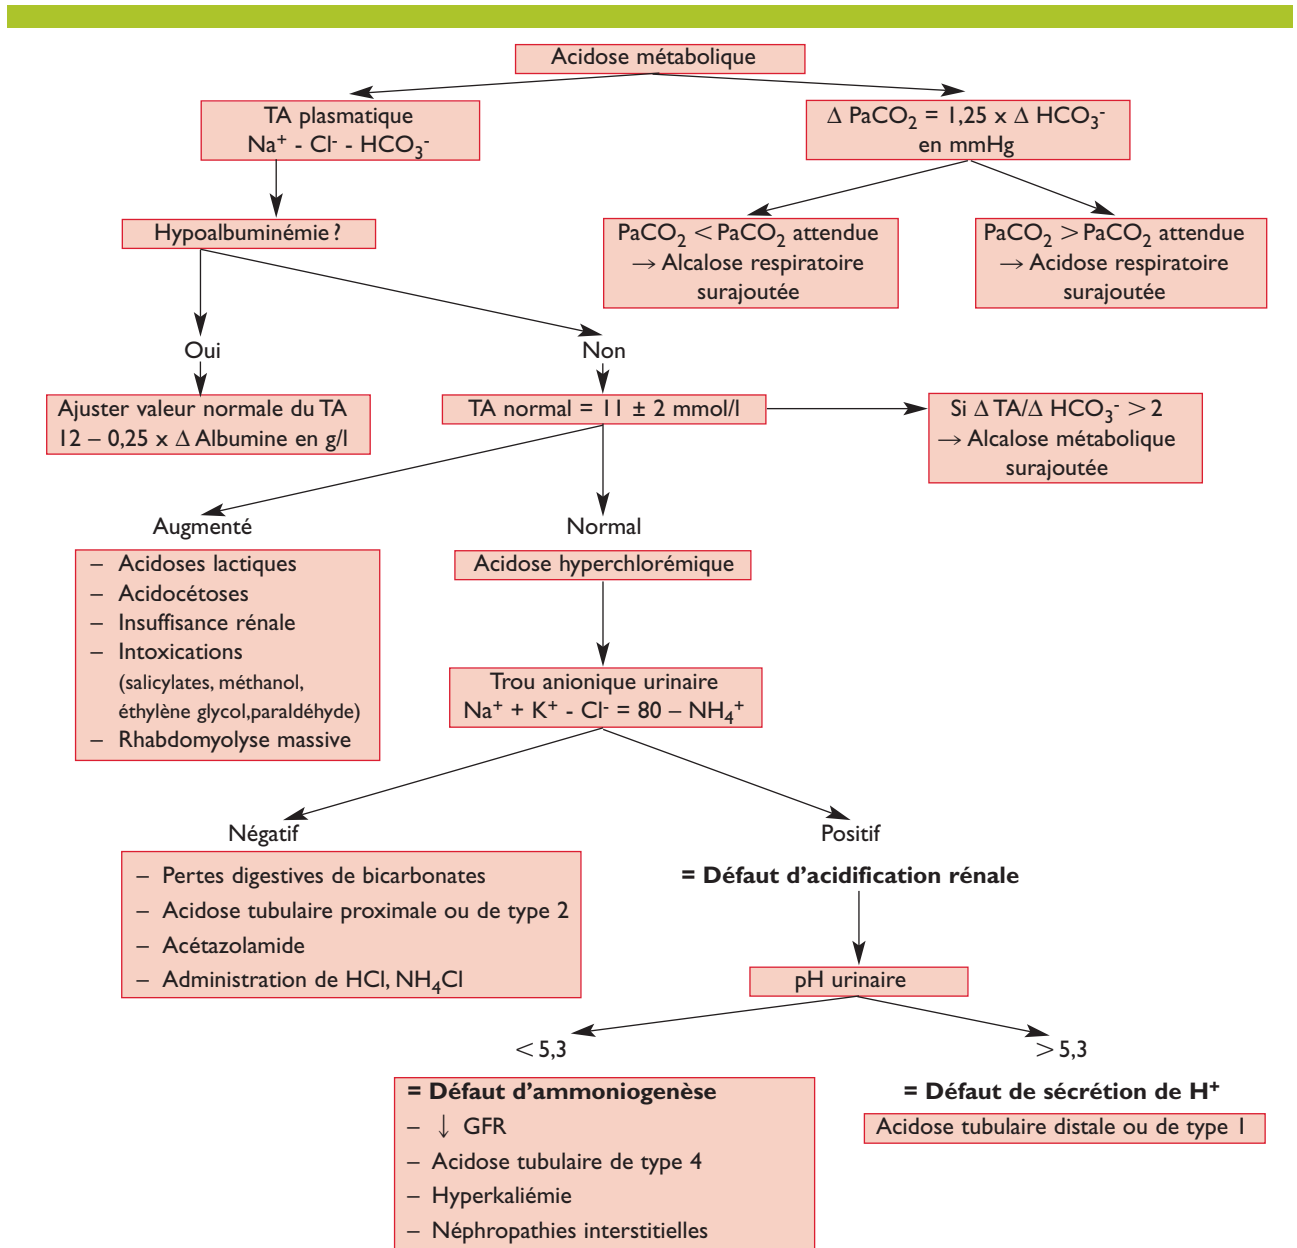 Acidose métabolique
TA plasmatique
Na⁺ - Cl⁻ - HCO₃⁻
Δ PaCO₂ = 1,25 x Δ HCO₃⁻
en mmHg
Hypoalbuminémie ?
PaCO₂ < PaCO₂ attendue
→ Alcalose respiratoire
surajoutée
PaCO₂ > PaCO₂ attendue
→ Acidose respiratoire
surajoutée
Oui
Non
Ajuster valeur normale du TA
12 – 0,25 x Δ Albumine en g/l
TA normal = 11 ± 2 mmol/l
Si Δ TA/Δ HCO₃⁻ > 2
→ Alcalose métabolique
surajoutée
Augmenté
Normal
– Acidoses lactiques
– Acidocétoses
– Insuffisance rénale
– Intoxications
(salicylates, méthanol,
éthylène glycol,paraldéhyde)
– Rhabdomyolyse massive
Acidose hyperchlorémique
Trou anionique urinaire
Na⁺ + K⁺ - Cl⁻ = 80 – NH₄⁺
Négatif
Positif
– Pertes digestives de bicarbonates
– Acidose tubulaire proximale ou de type 2
– Acétazolamide
– Administration de HCl, NH₄Cl
= Défaut d'acidification rénale
pH urinaire
< 5,3
> 5,3
= Défaut d'ammoniogenèse
– ↓ GFR
– Acidose tubulaire de type 4
– Hyperkaliémie
– Néphropathies interstitielles
= Défaut de sécrétion de H⁺
Acidose tubulaire distale ou de type 1